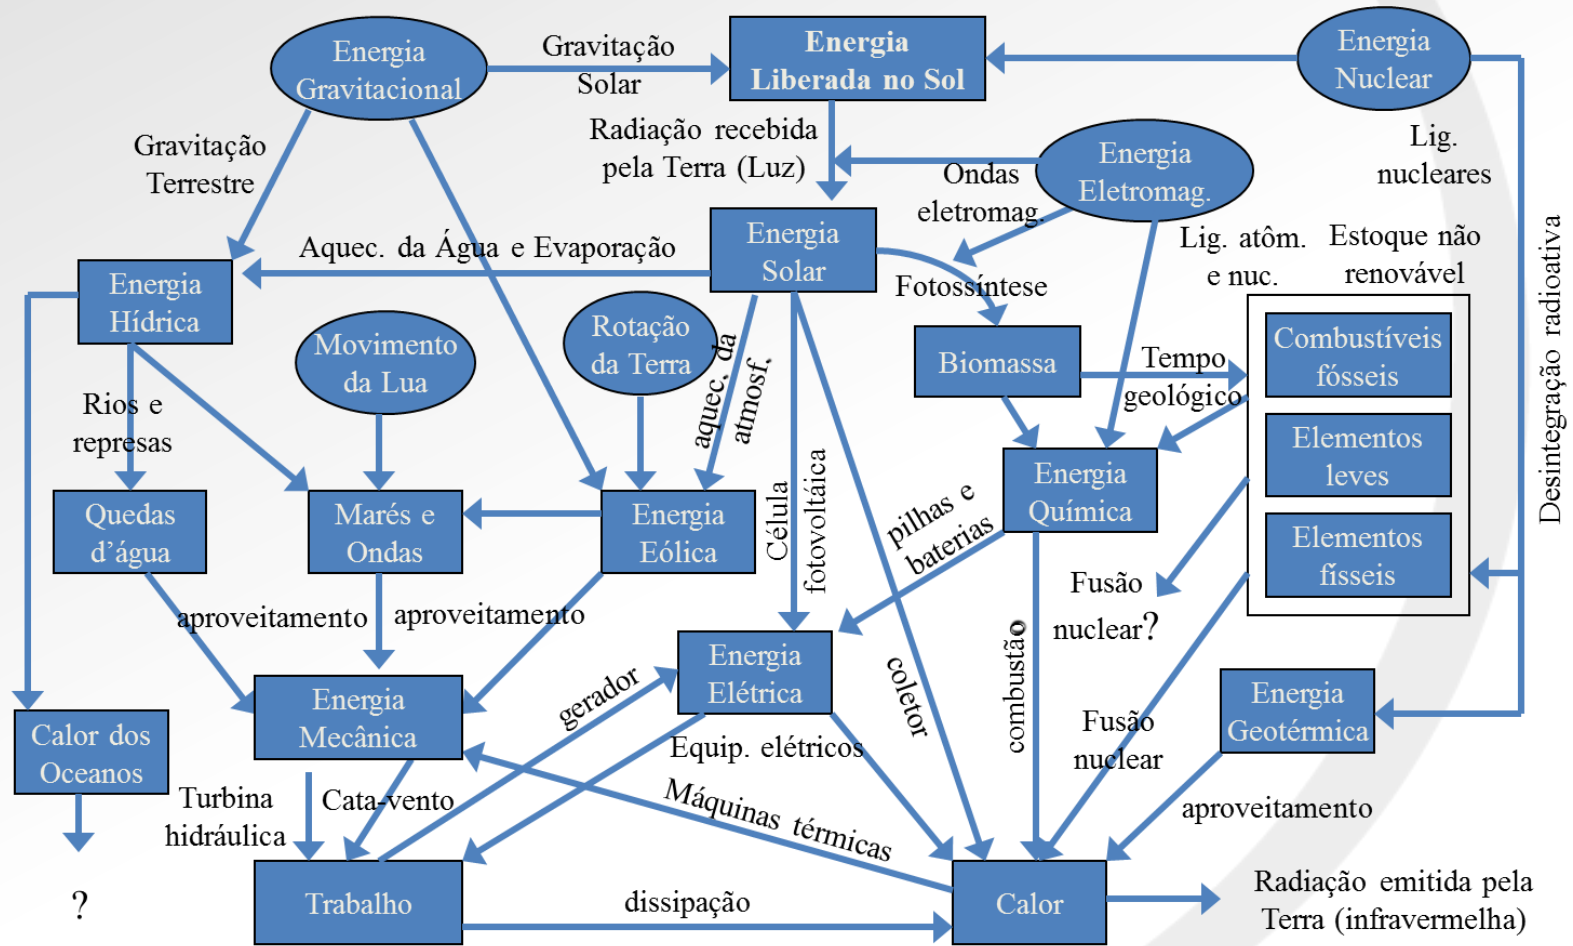 Energia
Gravitacional
Gravitação
Solar
Energia
Liberada no Sol
Energia
Nuclear
Gravitação
Terrestre
Radiação recebida
pela Terra (Luz)
Energia
Eletromag.
Lig.
nucleares
Ondas
eletromag.
Aquec. da Água e Evaporação
Energia
Solar
Lig. atôm.
e nuc.
Estoque não
renovável
Desintegração radioativa
Energia
Hídrica
Fotossíntese
Movimento
da Lua
Rotação
da Terra
aquec. da
atmosf.
Biomassa
Tempo
geológico
Combustíveis
fósseis
Rios e
represas
Elementos
leves
Quedas
d’água
Marés e
Ondas
Energia
Eólica
Célula
fotovoltáica
pilhas e
baterias
Energia
Química
Elementos
físseis
aproveitamento
aproveitamento
Fusão
nuclear?
Energia
Mecânica
gerador
Energia
Elétrica
coletor
combustão
Fusão
nuclear
Energia
Geotérmica
Calor dos
Oceanos
Equip. elétricos
Turbina
hidráulica
Cata-vento
Máquinas térmicas
aproveitamento
?
Trabalho
dissipação
Calor
Radiação emitida pela
Terra (infravermelha)